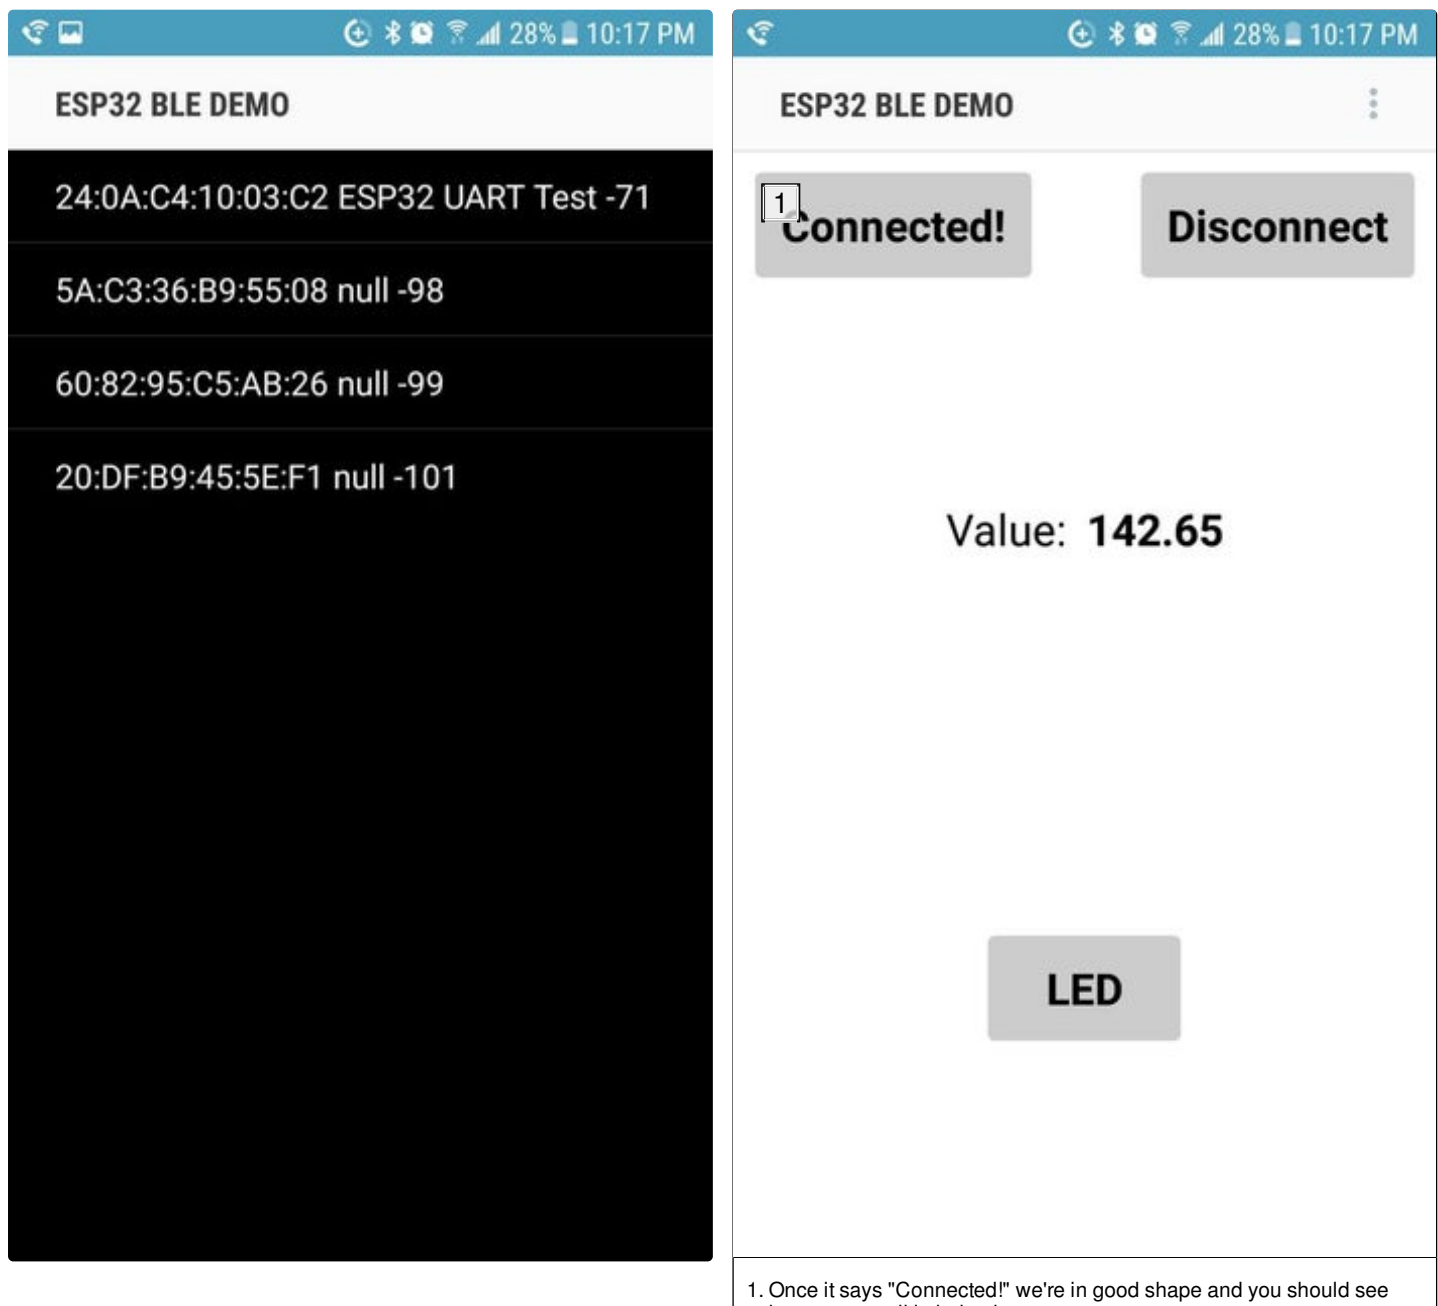 28% 10:17 PM
ESP32 BLE DEMO
24:0A:C4:10:03:C2 ESP32 UART Test -71
5A:C3:36:B9:55:08 null -98
60:82:95:C5:AB:26 null -99
20:DF:B9:45:5E:F1 null -101
28% 10:17 PM
ESP32 BLE DEMO
1
Connected!
Disconnect
Value: 142.65
LED
1. Once it says "Connected!" we're in good shape and you should see